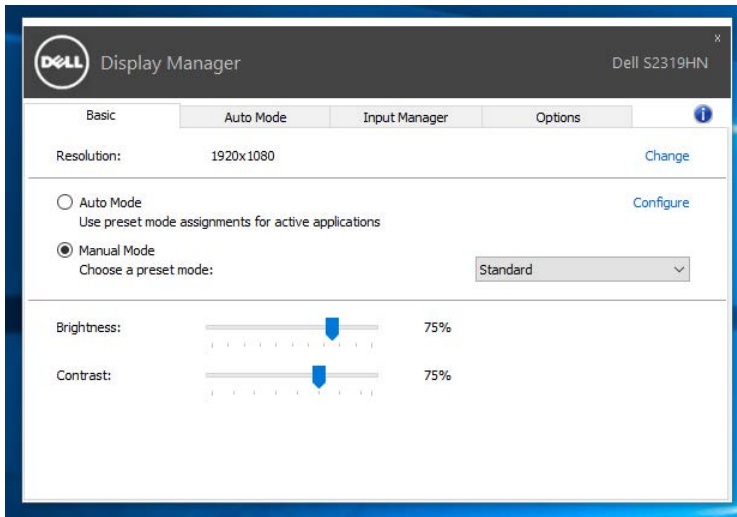 DELL Display Manager
x
Dell S2319HN
Basic Auto Mode Input Manager Options
Resolution: 1920x1080 Change
Auto Mode Configure
Use preset mode assignments for active applications
Manual Mode
Choose a preset mode: Standard
Brightness: 75%
Contrast: 75%